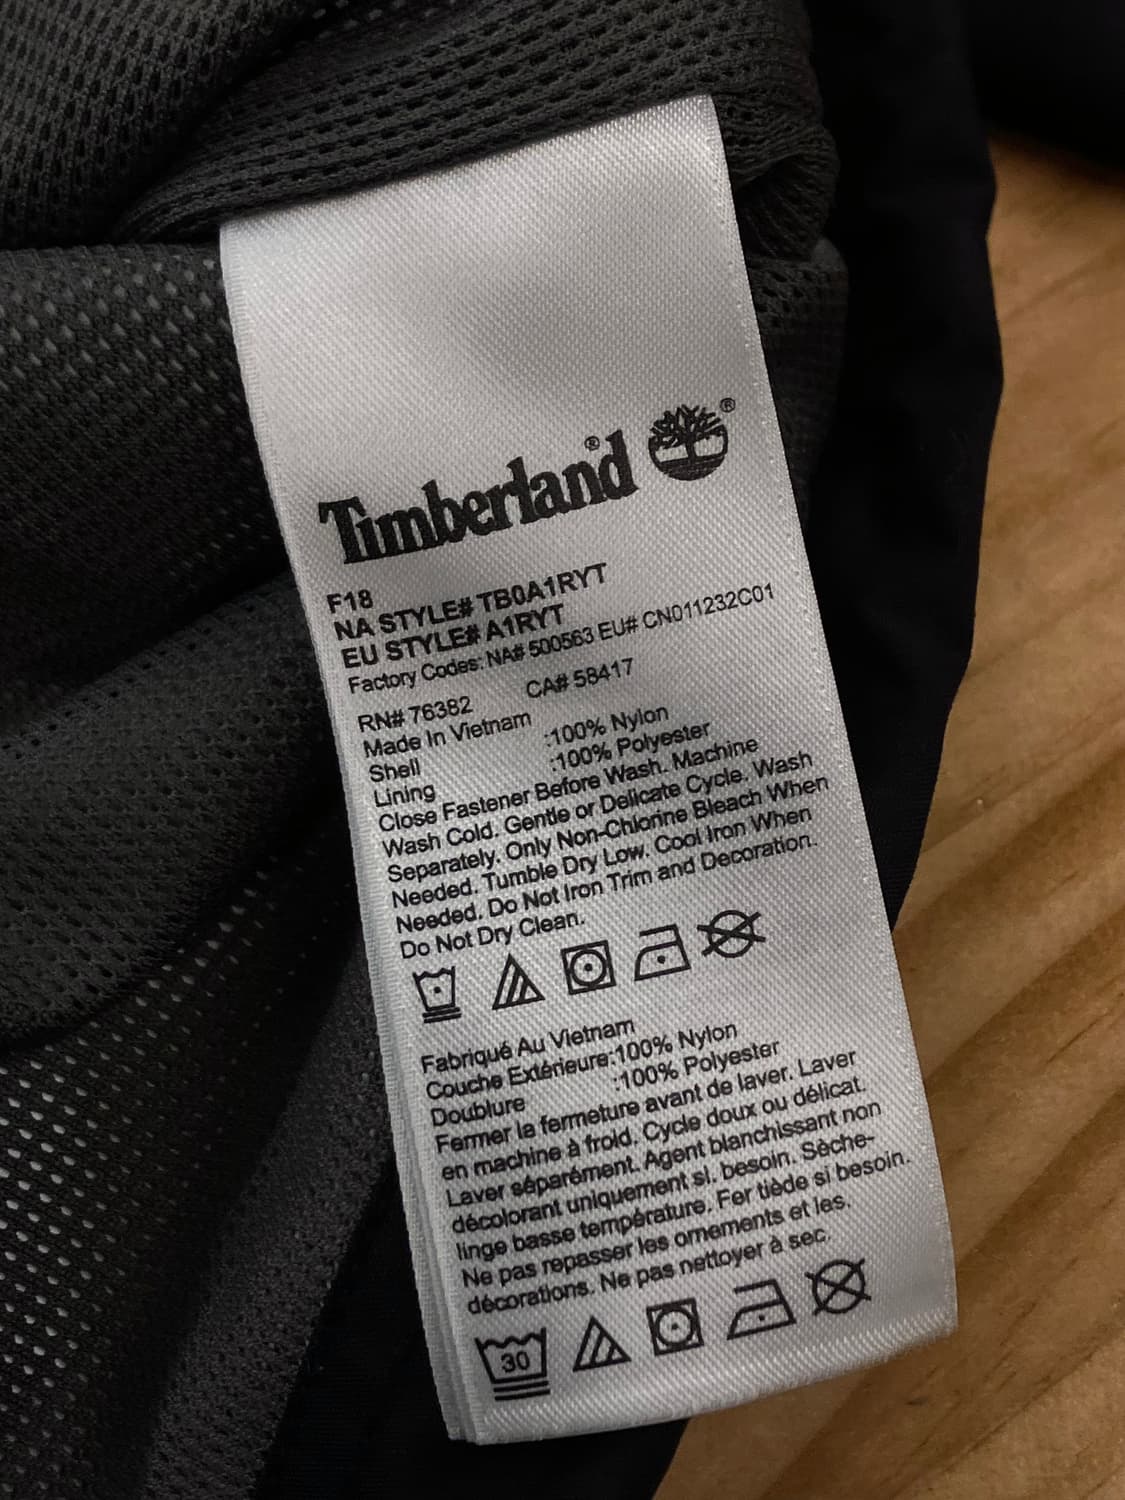 Timberland® ®
F18
NA STYLE# TB0A1RYT
EU STYLE# A1RYT
Factory Codes: NA# 500563 EU# CN011232C01
RN# 76382 CA# 58417
Made In Vietnam
Shell :100% Nylon
Lining :100% Polyester
Close Fastener Before Wash. Machine
Wash Cold. Gentle or Delicate Cycle. Wash
Separately. Only Non-Chlorine Bleach When
Needed. Tumble Dry Low. Cool Iron When
Needed. Do Not Iron Trim and Decoration.
Do Not Dry Clean.
Fabriqué Au Vietnam
Couche Extérieure:100% Nylon
Doublure :100% Polyester
Fermer la fermeture avant de laver. Laver
en machine à froid. Cycle doux ou délicat.
Laver séparément. Agent blanchissant non
décolorant uniquement si. besoin. Sèche-
linge basse température. Fer tiède si besoin.
Ne pas repasser les ornements et les.
décorations. Ne pas nettoyer à sec.
30